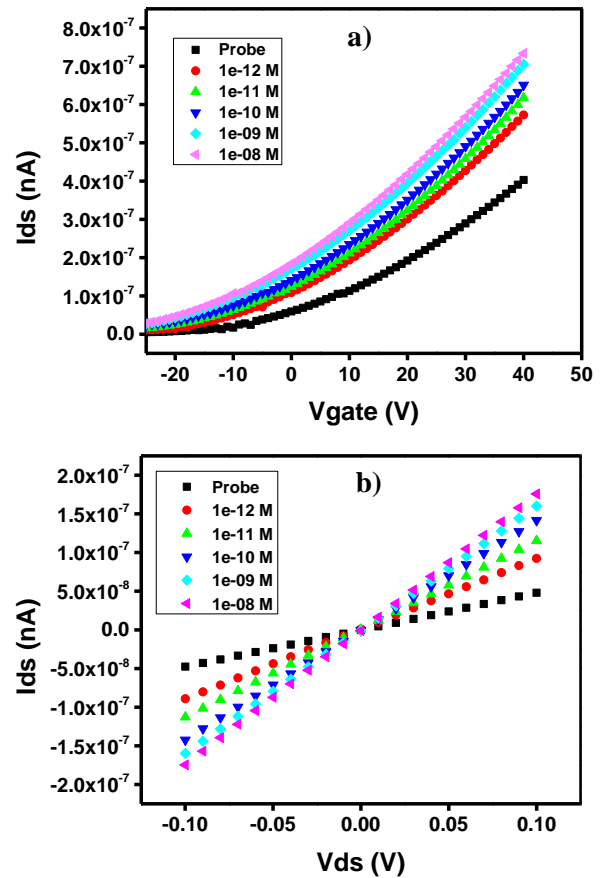 a)
Probe
1e-12 M
1e-11 M
1e-10 M
1e-09 M
1e-08 M
8.0x10⁻⁷
7.0x10⁻⁷
6.0x10⁻⁷
5.0x10⁻⁷
4.0x10⁻⁷
3.0x10⁻⁷
2.0x10⁻⁷
1.0x10⁻⁷
0.0
Ids (nA)
-20 -10 0 10 20 30 40 50
Vgate (V)
b)
Probe
1e-12 M
1e-11 M
1e-10 M
1e-09 M
1e-08 M
2.0x10⁻⁷
1.5x10⁻⁷
1.0x10⁻⁷
5.0x10⁻⁸
0.0
-5.0x10⁻⁸
-1.0x10⁻⁷
-1.5x10⁻⁷
-2.0x10⁻⁷
Ids (nA)
-0.10 -0.05 0.00 0.05 0.10
Vds (V)